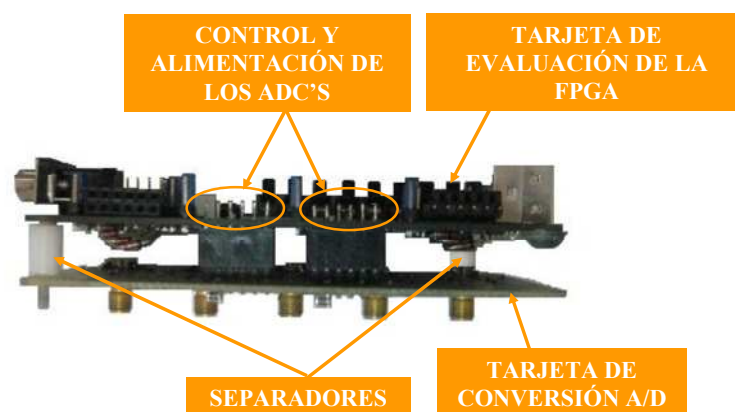 CONTROL Y
ALIMENTACIÓN DE
LOS ADC'S
TARJETA DE
EVALUACIÓN DE LA
FPGA
SEPARADORES
TARJETA DE
CONVERSIÓN A/D